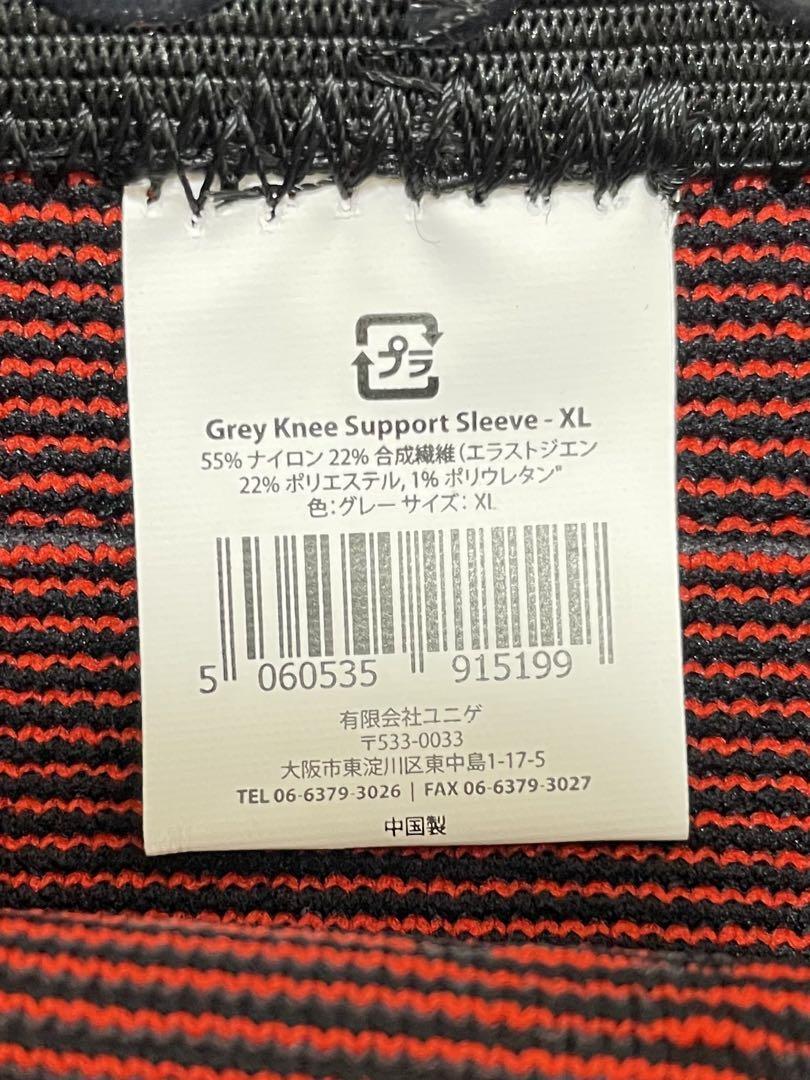 プラ
Grey Knee Support Sleeve - XL
55% ナイロン 22% 合成繊維(エラストジエン
22% ポリエステル, 1% ポリウレタン"
色:グレー サイズ: XL
5 060535 915199
有限会社ユニゲ
〒533-0033
大阪市東淀川区東中島1-17-5
TEL 06-6379-3026 | FAX 06-6379-3027
中国製